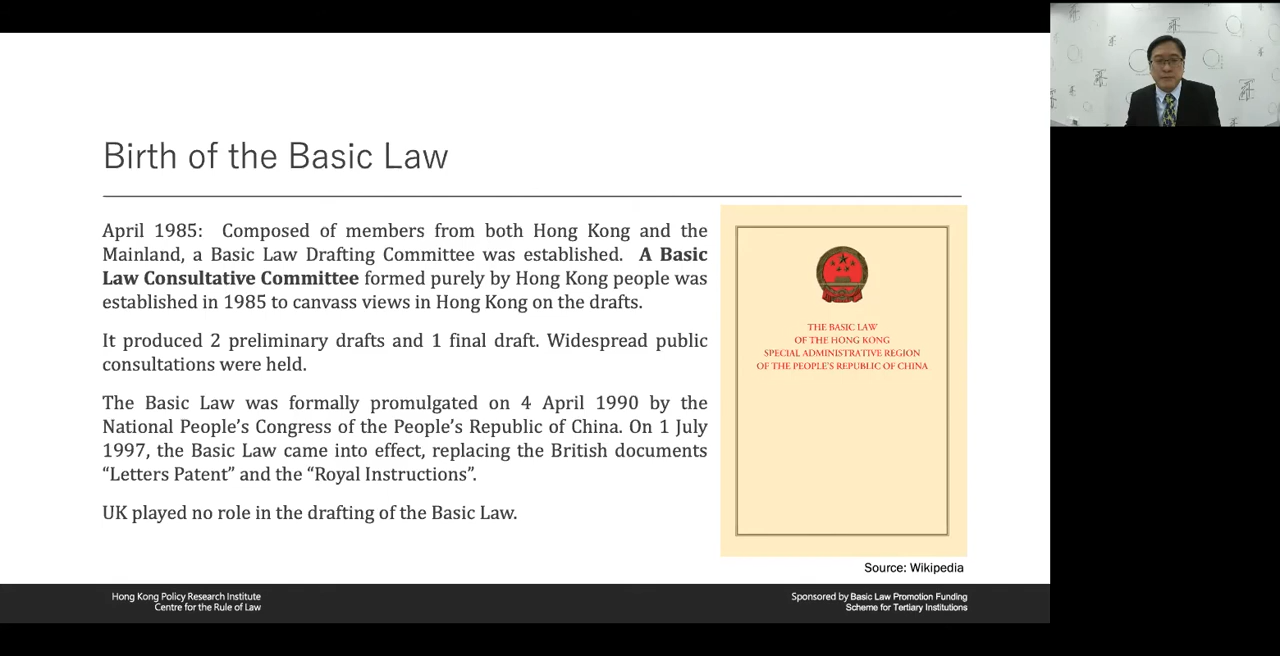 Birth of the Basic Law
April 1985: Composed of members from both Hong Kong and the
Mainland, a Basic Law Drafting Committee was established. A Basic
Law Consultative Committee formed purely by Hong Kong people was
established in 1985 to canvass views in Hong Kong on the drafts.
It produced 2 preliminary drafts and 1 final draft. Widespread public
consultations were held.
The Basic Law was formally promulgated on 4 April 1990 by the
National People’s Congress of the People’s Republic of China. On 1 July
1997, the Basic Law came into effect, replacing the British documents
“Letters Patent” and the “Royal Instructions”.
UK played no role in the drafting of the Basic Law.
THE BASIC LAW
OF THE HONG KONG
SPECIAL ADMINISTRATIVE REGION
OF THE PEOPLE'S REPUBLIC OF CHINA
Source: Wikipedia
Hong Kong Policy Research Institute
Centre for the Rule of Law
Sponsored by Basic Law Promotion Funding
Scheme for Tertiary Institutions